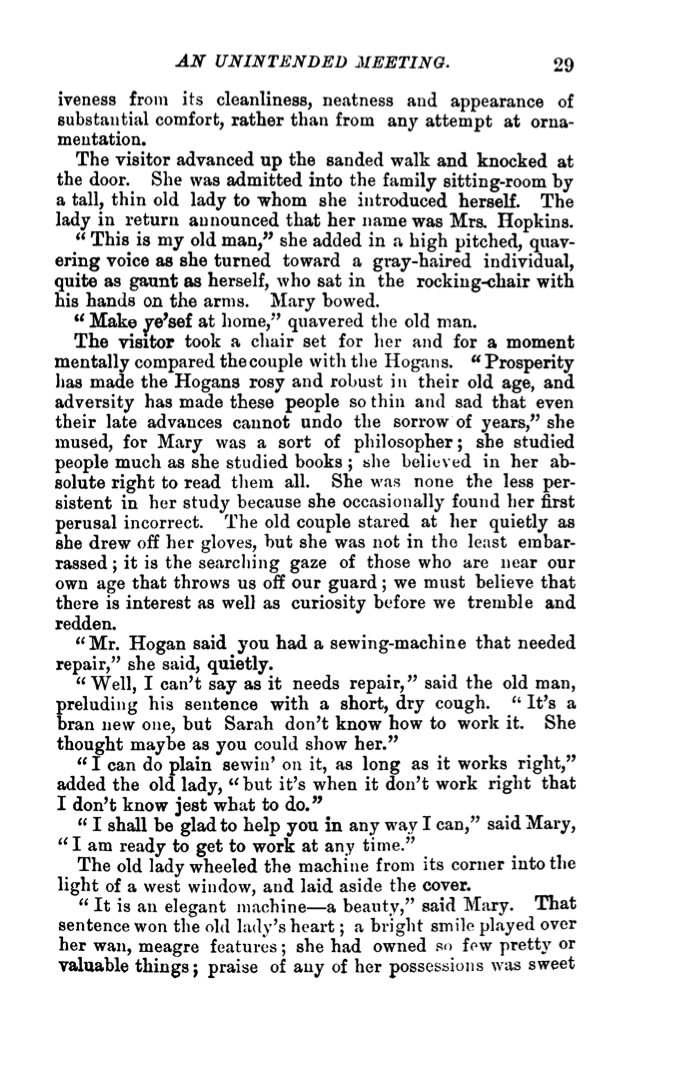 AN UNINTENDED MEETING. 29
iveness from its cleanliness, neatness and appearance of
substantial comfort, rather than from any attempt at orna-
mentation.
The visitor advanced up the sanded walk and knocked at
the door. She was admitted into the family sitting-room by
a tall, thin old lady to whom she introduced herself. The
lady in return announced that her name was Mrs. Hopkins.
“This is my old man,” she added in a high pitched, quav-
ering voice as she turned toward a gray-haired individual,
quite as gaunt as herself, who sat in the rocking-chair with
his hands on the arms. Mary bowed.
“Make ye’sef at home,” quavered the old man.
The visitor took a chair set for her and for a moment
mentally compared the couple with the Hogans. “Prosperity
has made the Hogans rosy and robust in their old age, and
adversity has made these people so thin and sad that even
their late advances cannot undo the sorrow of years,” she
mused, for Mary was a sort of philosopher; she studied
people much as she studied books; she believed in her ab-
solute right to read them all. She was none the less per-
sistent in her study because she occasionally found her first
perusal incorrect. The old couple stared at her quietly as
she drew off her gloves, but she was not in the least embar-
rassed; it is the searching gaze of those who are near our
own age that throws us off our guard; we must believe that
there is interest as well as curiosity before we tremble and
redden.
“Mr. Hogan said you had a sewing-machine that needed
repair,” she said, quietly.
“Well, I can’t say as it needs repair,” said the old man,
preluding his sentence with a short, dry cough. “It’s a
bran new one, but Sarah don’t know how to work it. She
thought maybe as you could show her.”
“I can do plain sewin’ on it, as long as it works right,”
added the old lady, “but it’s when it don’t work right that
I don’t know jest what to do.”
“I shall be glad to help you in any way I can,” said Mary,
“I am ready to get to work at any time.”
The old lady wheeled the machine from its corner into the
light of a west window, and laid aside the cover.
“It is an elegant machine—a beauty,” said Mary. That
sentence won the old lady’s heart; a bright smile played over
her wan, meagre features; she had owned so few pretty or
valuable things; praise of any of her possessions was sweet